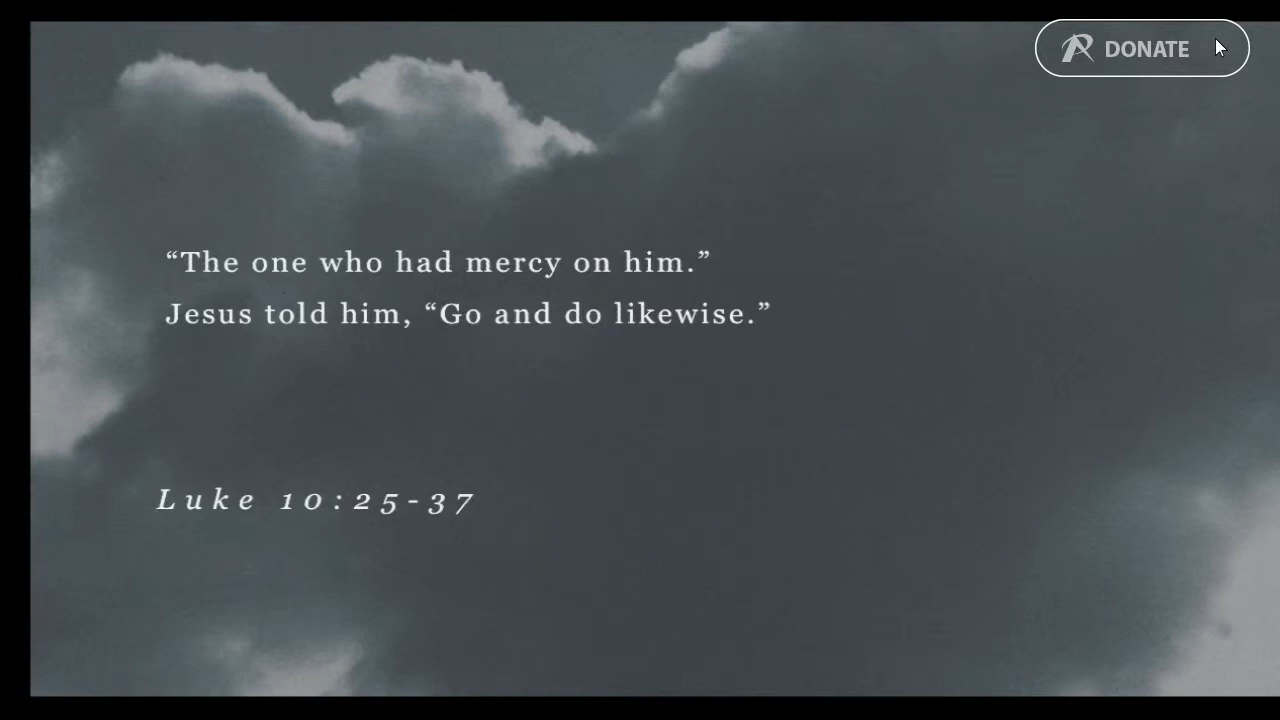 DONATE
“The one who had mercy on him.”
Jesus told him, “Go and do likewise.”
Luke 10:25-37